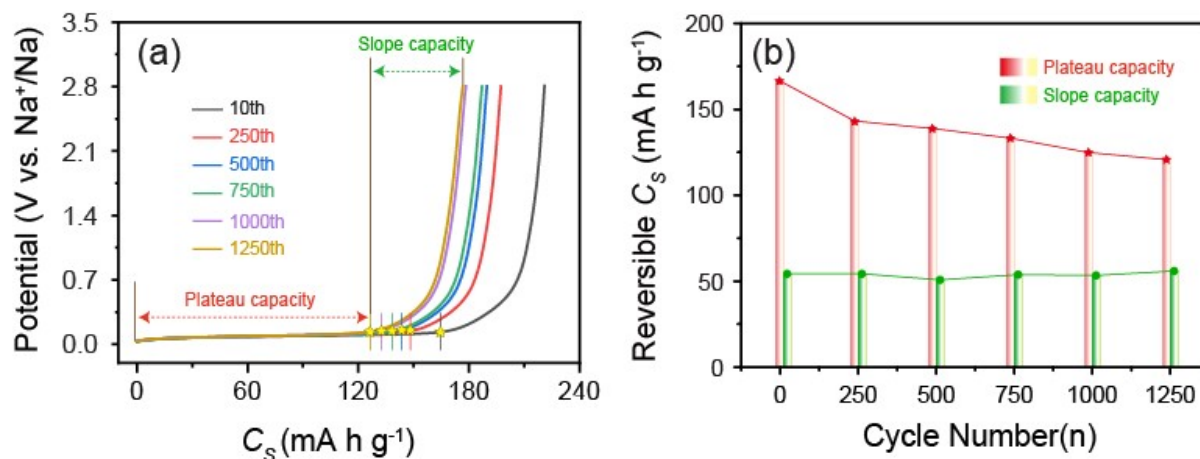 (a)
Slope capacity
10th
250th
500th
750th
1000th
1250th
Plateau capacity
Potential (V vs. Na⁺/Na)
3.5
2.8
2.1
1.4
0.7
0.0
0 60 120 180 240
Cₛ (mA h g⁻¹)
(b)
Plateau capacity
Slope capacity
Reversible Cₛ (mA h g⁻¹)
200
150
100
50
0
0 250 500 750 1000 1250
Cycle Number(n)